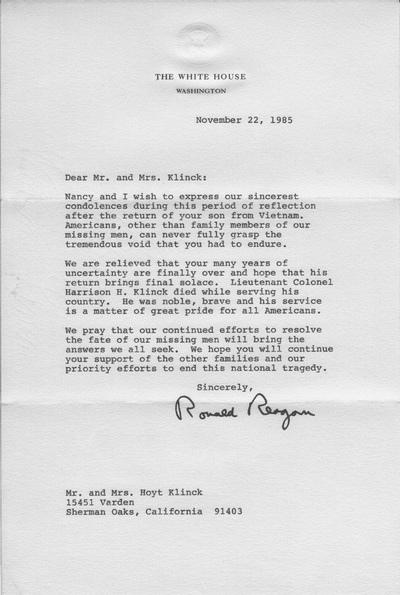 THE WHITE HOUSE
WASHINGTON
November 22, 1985
Dear Mr. and Mrs. Klinck:
Nancy and I wish to express our sincerest
condolences during this period of reflection
after the return of your son from Vietnam.
Americans, other than family members of our
missing men, can never fully grasp the
tremendous void that you had to endure.
We are relieved that your many years of
uncertainty are finally over and hope that his
return brings final solace. Lieutenant Colonel
Harrison H. Klinck died while serving his
country. He was noble, brave and his service
is a matter of great pride for all Americans.
We pray that our continued efforts to resolve
the fate of our missing men will bring the
answers we all seek. We hope you will continue
your support of the other families and our
priority efforts to end this national tragedy.
Sincerely,
Ronald Reagan
Mr. and Mrs. Hoyt Klinck
15451 Varden
Sherman Oaks, California 91403